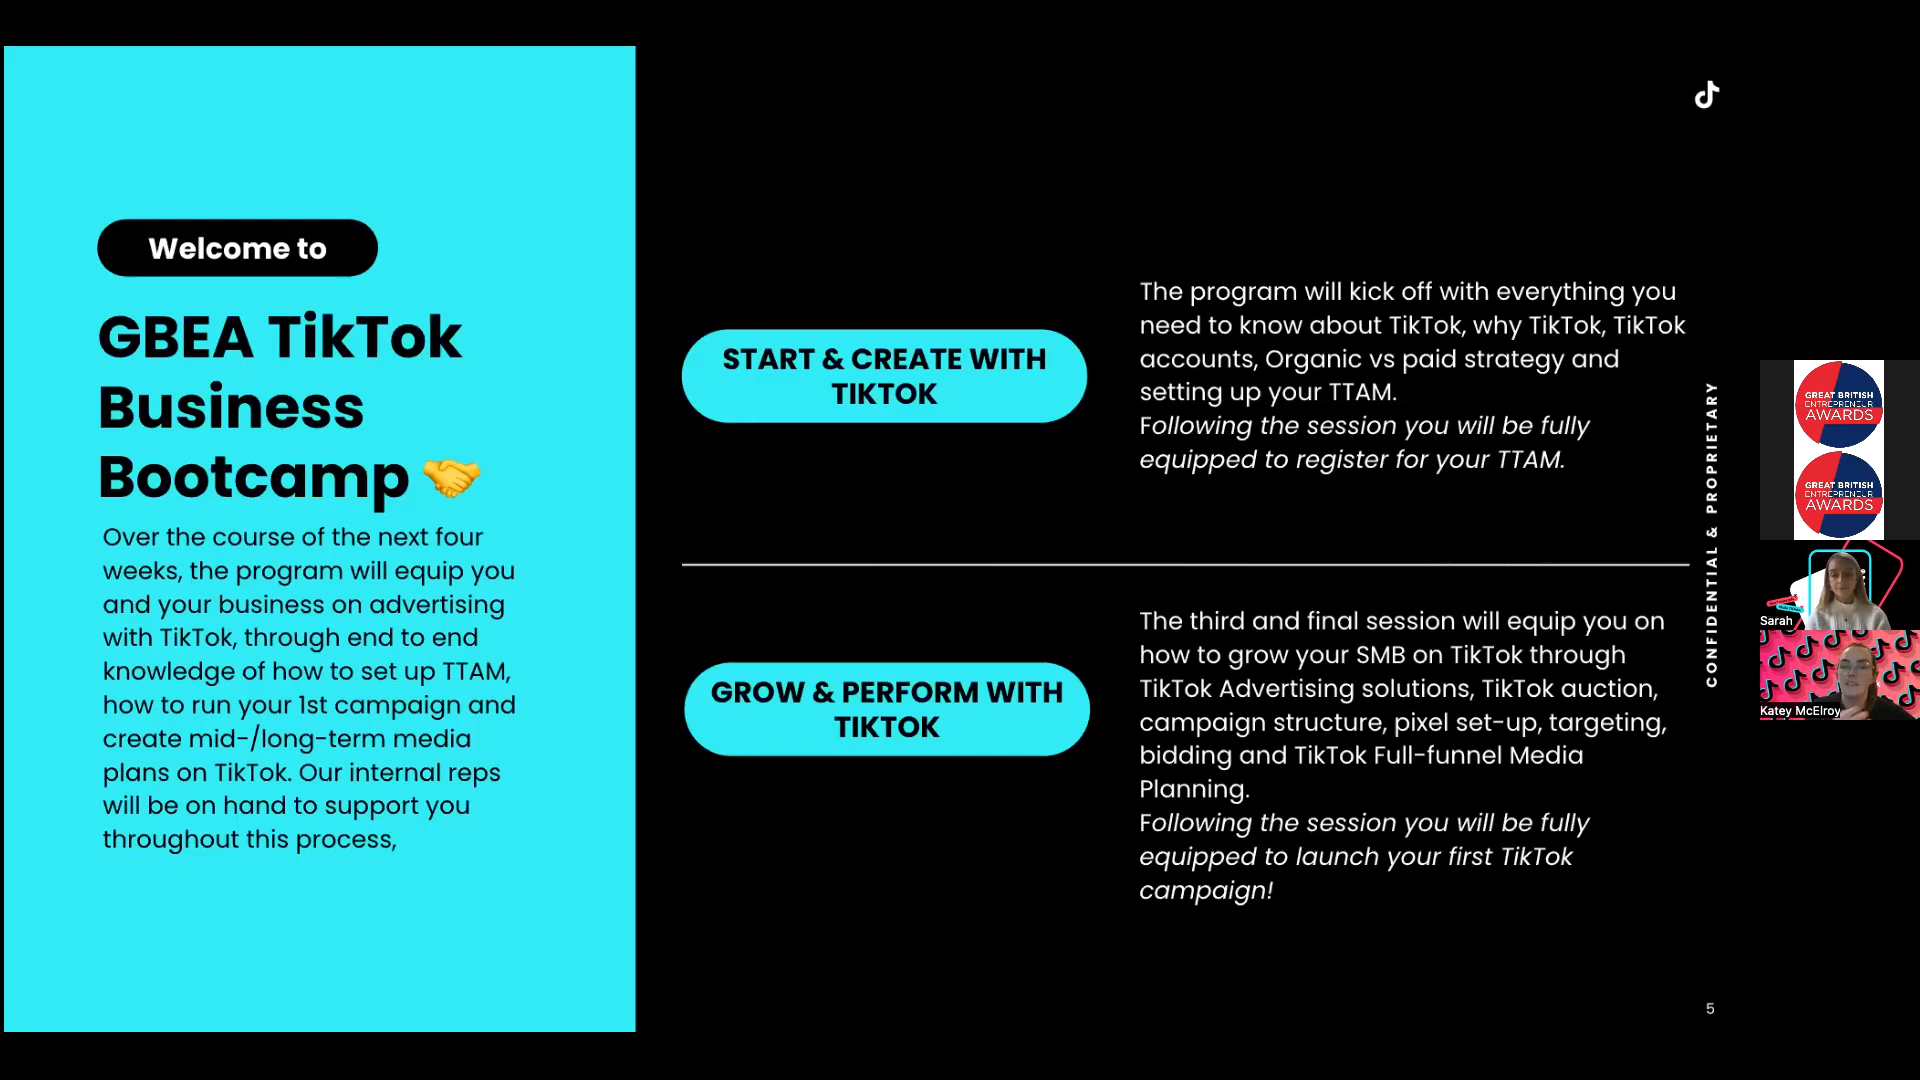 Welcome to
GBEA TikTok
Business
Bootcamp 🤝
Over the course of the next four
weeks, the program will equip you
and your business on advertising
with TikTok, through end to end
knowledge of how to set up TTAM,
how to run your 1st campaign and
create mid-/long-term media
plans on TikTok. Our internal reps
will be on hand to support you
throughout this process,
START & CREATE WITH
TIKTOK
The program will kick off with everything you
need to know about TikTok, why TikTok, TikTok
accounts, Organic vs paid strategy and
setting up your TTAM.
Following the session you will be fully
equipped to register for your TTAM.
GROW & PERFORM WITH
TIKTOK
The third and final session will equip you on
how to grow your SMB on TikTok through
TikTok Advertising solutions, TikTok auction,
campaign structure, pixel set-up, targeting,
bidding and TikTok Full-funnel Media
Planning.
Following the session you will be fully
equipped to launch your first TikTok
campaign!
CONFIDENTIAL & PROPRIETARY
5
GREAT BRITISH
ENTREPRENEUR
AWARDS
GREAT BRITISH
ENTREPRENEUR
AWARDS
Sarah
Katey McElroy